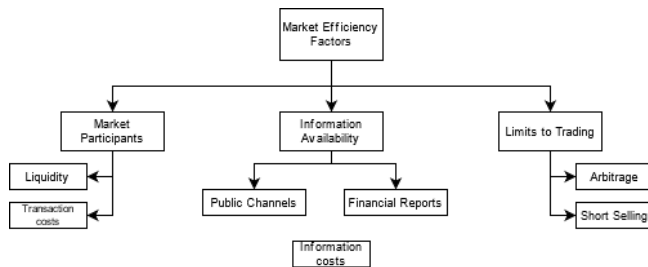 Market Efficiency
Factors
Market
Participants
Information
Availability
Limits to Trading
Liquidity
Arbitrage
Public Channels
Financial Reports
Transaction
costs
Short Selling
Information
costs